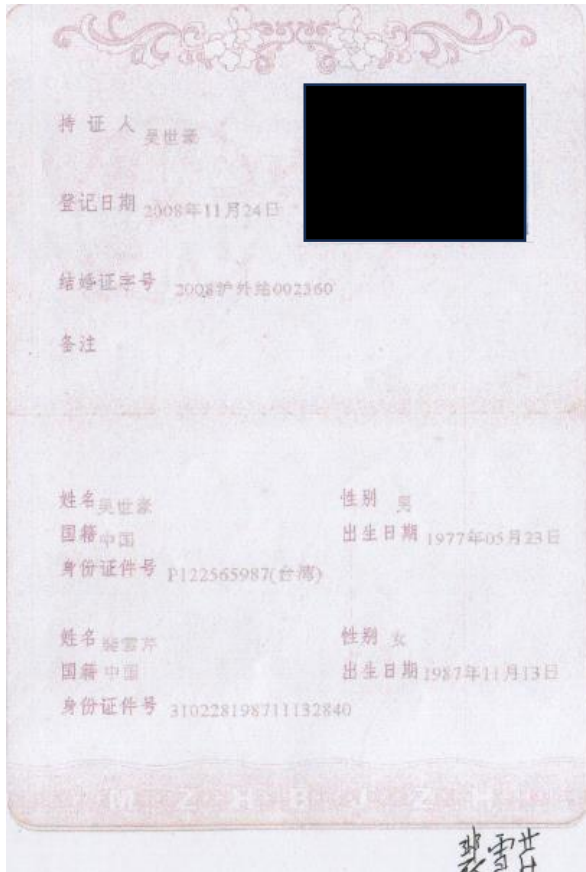 持证人 吴世豪
登记日期 2008年11月24日
结婚证字号 2008沪外结002360
备注
姓名 吴世豪 性别 男
国籍 中国 出生日期 1977年05月23日
身份证件号 P122565987(台湾)
姓名 裴雪芹 性别 女
国籍 中国 出生日期 1987年11月13日
身份证件号 310228198711132840
M Z H B J Z H
裴雪芹